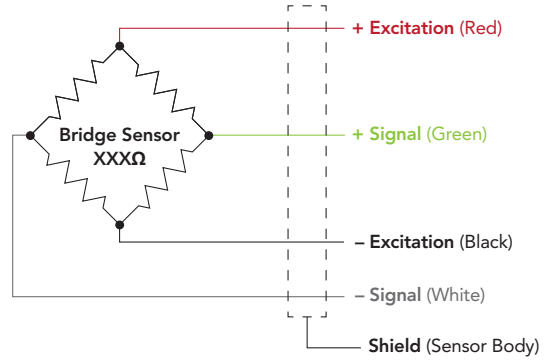 + Excitation (Red)
Bridge Sensor
XXXΩ
+ Signal (Green)
– Excitation (Black)
– Signal (White)
Shield (Sensor Body)